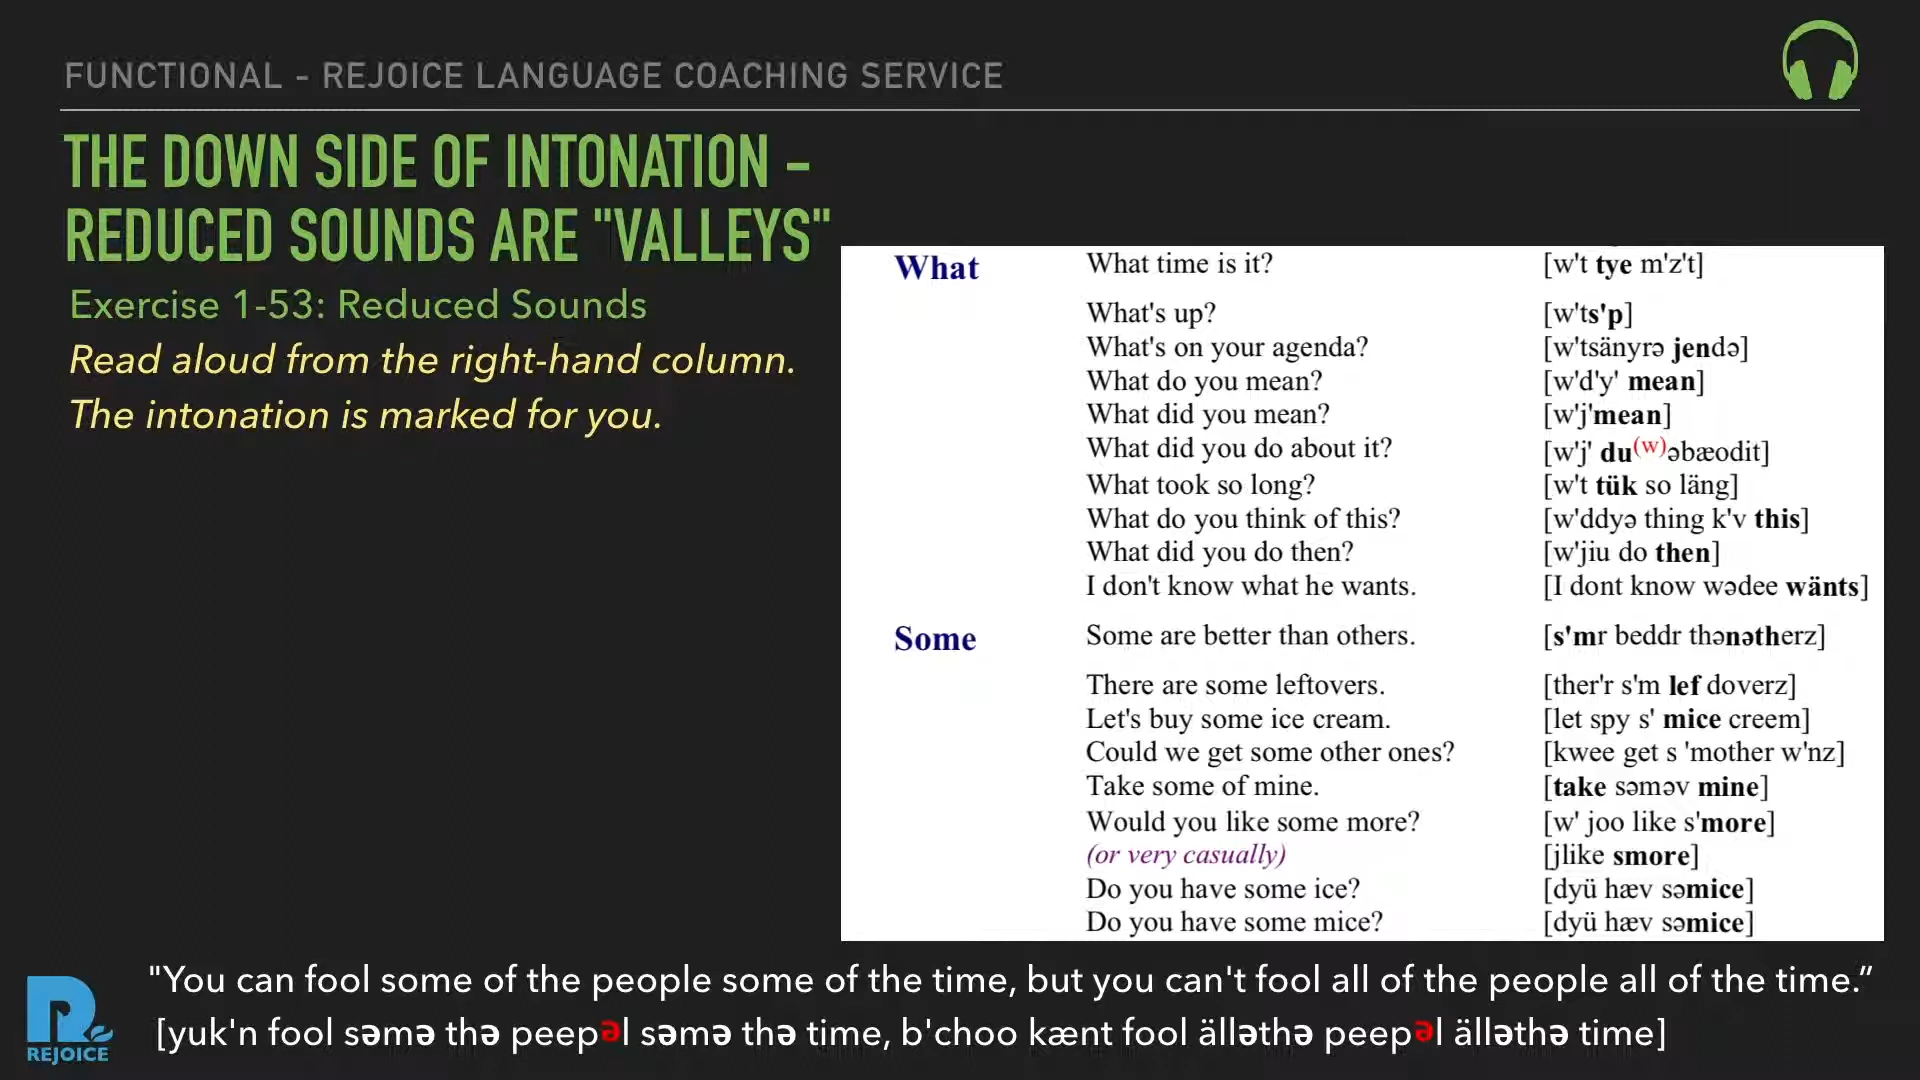 FUNCTIONAL - REJOICE LANGUAGE COACHING SERVICE
THE DOWN SIDE OF INTONATION -
REDUCED SOUNDS ARE "VALLEYS"
Exercise 1-53: Reduced Sounds
Read aloud from the right-hand column.
The intonation is marked for you.
What What time is it? [w't tye m'z't]
What's up? [w'ts'p]
What's on your agenda? [w'tsänyrə jendə]
What do you mean? [w'd'y' mean]
What did you mean? [w'j'mean]
What did you do about it? [w'j' du(w)əbæodit]
What took so long? [w't tük so läng]
What do you think of this? [w'ddyə thing k'v this]
What did you do then? [w'jiu do then]
I don't know what he wants. [I dont know wədee wänts]
Some Some are better than others. [s'mr beddr thənətherz]
There are some leftovers. [ther'r s'm lef doverz]
Let's buy some ice cream. [let spy s' mice creem]
Could we get some other ones? [kwee get s 'mother w'nz]
Take some of mine. [take səməv mine]
Would you like some more? [w' joo like s'more]
(or very casually) [jlike smore]
Do you have some ice? [dyü hæv səmice]
Do you have some mice? [dyü hæv səmice]
"You can fool some of the people some of the time, but you can't fool all of the people all of the time.”
[yuk'n fool səmə thə peepəl səmə thə time, b'choo kænt fool älləthə peepəl älləthə time]
REJOICE